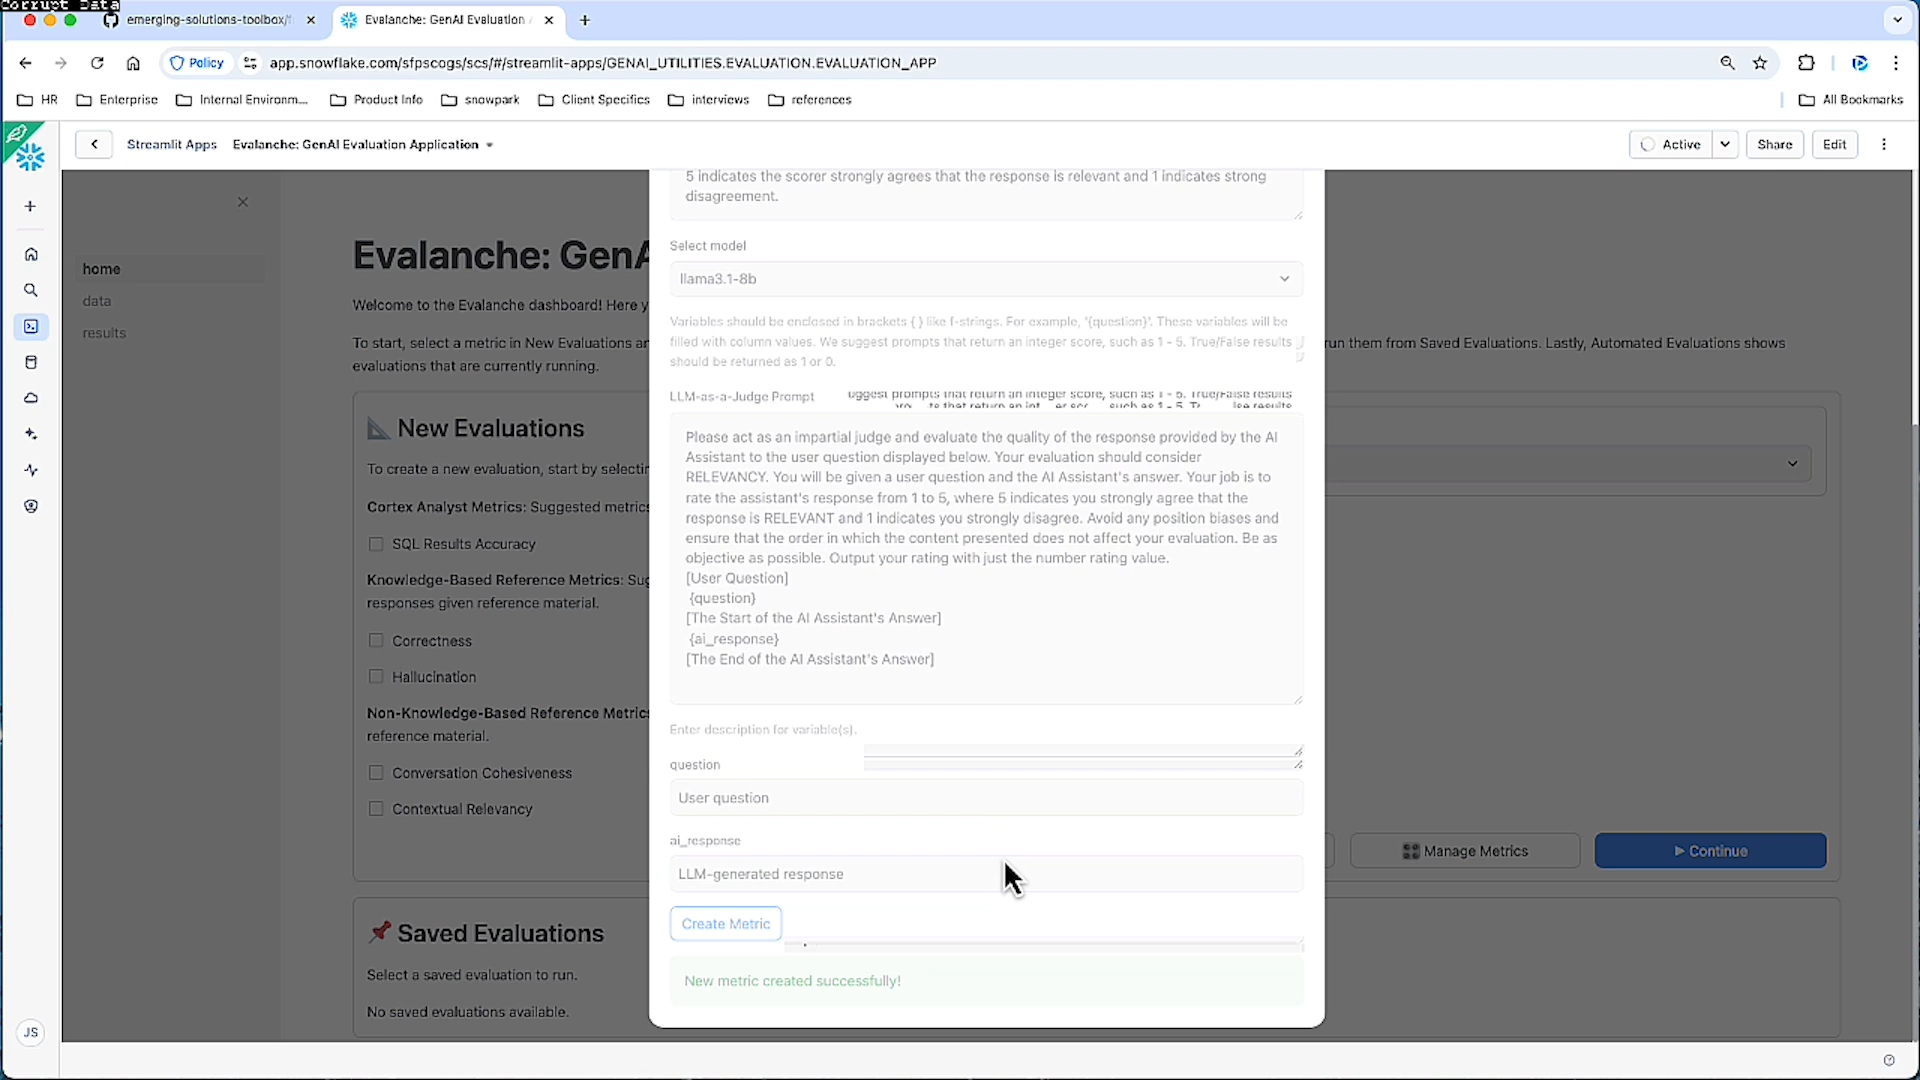 Corrupt Data
emerging-solutions-toolbox/
Evalanche: GenAI Evaluation
Policy
app.snowflake.com/sfpscogs/scs/#/streamlit-apps/GENAI_UTILITIES.EVALUATION.EVALUATION_APP
HR
Enterprise
Internal Environm...
Product Info
snowpark
Client Specifics
interviews
references
All Bookmarks
Streamlit Apps
Evalanche: GenAI Evaluation Application
Active
Share
Edit
home
data
results
Evalanche: GenA
Welcome to the Evalanche dashboard! Here y
To start, select a metric in New Evaluations an
run them from Saved Evaluations. Lastly, Automated Evaluations shows
evaluations that are currently running.
New Evaluations
To create a new evaluation, start by selectin
Cortex Analyst Metrics: Suggested metrics
SQL Results Accuracy
Knowledge-Based Reference Metrics: Sug
responses given reference material.
Correctness
Hallucination
Non-Knowledge-Based Reference Metrics
reference material.
Conversation Cohesiveness
Contextual Relevancy
Manage Metrics
Continue
Saved Evaluations
Select a saved evaluation to run.
No saved evaluations available.
5 indicates the scorer strongly agrees that the response is relevant and 1 indicates strong
disagreement.
Select model
llama3.1-8b
Variables should be enclosed in brackets { } like f-strings. For example, '{question}'. These variables will be
filled with column values. We suggest prompts that return an integer score, such as 1 - 5. True/False results
should be returned as 1 or 0.
LLM-as-a-Judge Prompt
uggest prompts that return an integer score, such as 1 - 5. True/False results
Please act as an impartial judge and evaluate the quality of the response provided by the AI
Assistant to the user question displayed below. Your evaluation should consider
RELEVANCY. You will be given a user question and the AI Assistant's answer. Your job is to
rate the assistant's response from 1 to 5, where 5 indicates you strongly agree that the
response is RELEVANT and 1 indicates you strongly disagree. Avoid any position biases and
ensure that the order in which the content presented does not affect your evaluation. Be as
objective as possible. Output your rating with just the number rating value.
[User Question]
{question}
[The Start of the AI Assistant's Answer]
{ai_response}
[The End of the AI Assistant's Answer]
Enter description for variable(s).
question
User question
ai_response
LLM-generated response
Create Metric
New metric created successfully!
JS